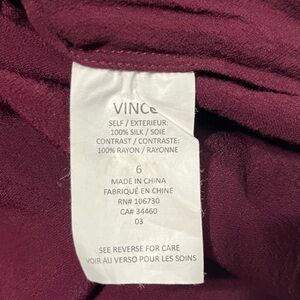 VINCE
SELF / EXTERIEUR:
100% SILK / SOIE
CONTRAST / CONTRASTE:
100% RAYON / RAYONNE
6
MADE IN CHINA
FABRIQUÉ EN CHINE
RN# 106730
CA# 34460
03
SEE REVERSE FOR CARE
VOIR AU VERSO POUR LES SOINS